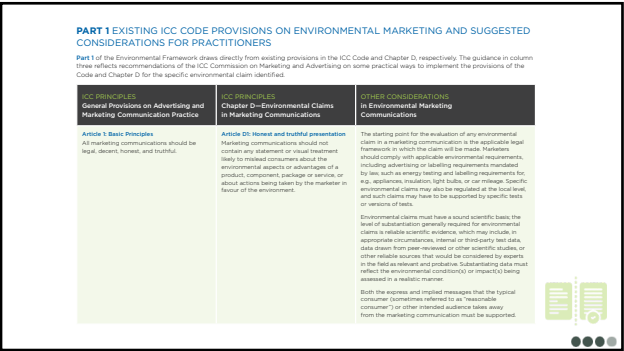 PART 1 EXISTING ICC CODE PROVISIONS ON ENVIRONMENTAL MARKETING AND SUGGESTED
CONSIDERATIONS FOR PRACTITIONERS
Part 1 of the Environmental Framework draws directly from existing provisions in the ICC Code and Chapter D, respectively. The guidance in column
three reflects recommendations of the ICC Commission on Marketing and Advertising on some practical ways to implement the provisions of the
Code and Chapter D for the specific environmental claim identified.
ICC PRINCIPLES
General Provisions on Advertising and
Marketing Communication Practice
ICC PRINCIPLES
Chapter D—Environmental Claims
in Marketing Communications
OTHER CONSIDERATIONS
in Environmental Marketing
Communications
Article 1: Basic Principles
All marketing communications should be
legal, decent, honest, and truthful.
Article D1: Honest and truthful presentation
Marketing communications should not
contain any statement or visual treatment
likely to mislead consumers about the
environmental aspects or advantages of a
product, component, package or service, or
about actions being taken by the marketer in
favour of the environment.
The starting point for the evaluation of any environmental
claim in a marketing communication is the applicable legal
framework in which the claim will be made. Marketers
should comply with applicable environmental requirements,
including advertising or labelling requirements mandated
by law, such as energy testing and labelling requirements for,
e.g., appliances, insulation, light bulbs, or car mileage. Specific
environmental claims may also be regulated at the local level,
and such claims may have to be supported by specific tests
or versions of tests.
Environmental claims must have a sound scientific basis; the
level of substantiation generally required for environmental
claims is reliable scientific evidence, which may include, in
appropriate circumstances, internal or third-party test data,
data drawn from peer-reviewed or other scientific studies, or
other reliable sources that would be considered by experts
in the field as relevant and probative. Substantiating data must
reflect the environmental condition(s) or impact(s) being
assessed in a realistic manner.
Both the express and implied messages that the typical
consumer (sometimes referred to as "reasonable
consumer") or other intended audience takes away
from the marketing communication must be supported.